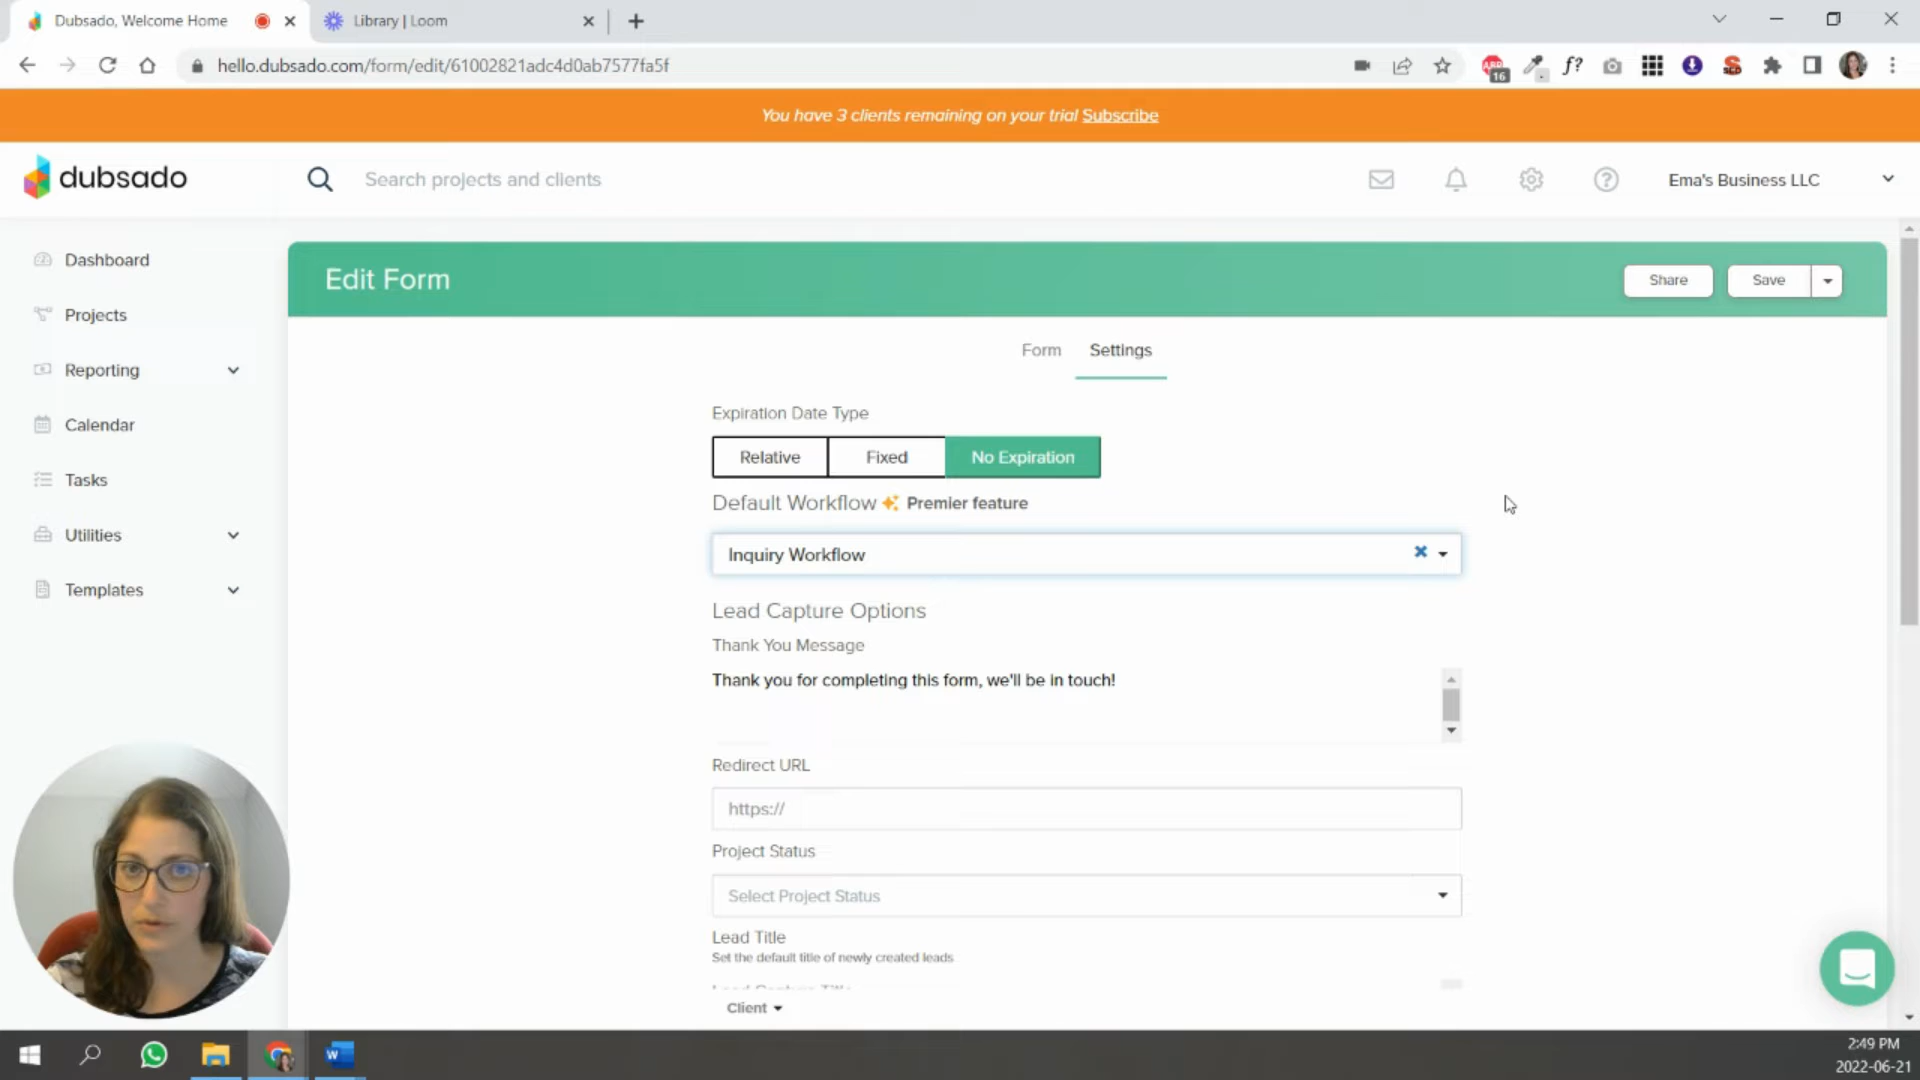 Dubsado, Welcome Home
Library | Loom
hello.dubsado.com/form/edit/61002821adc4d0ab7577fa5f
16
f?
You have 3 clients remaining on your trial Subscribe
dubsado
Search projects and clients
Ema's Business LLC
Dashboard
Projects
Reporting
Calendar
Tasks
Utilities
Templates
Edit Form
Share
Save
Form
Settings
Expiration Date Type
Relative
Fixed
No Expiration
Default Workflow Premier feature
Inquiry Workflow
Lead Capture Options
Thank You Message
Thank you for completing this form, we'll be in touch!
Redirect URL
https://
Project Status
Select Project Status
Lead Title
Set the default title of newly created leads
Lead Capture Title
Client
2:49 PM
2022-06-21